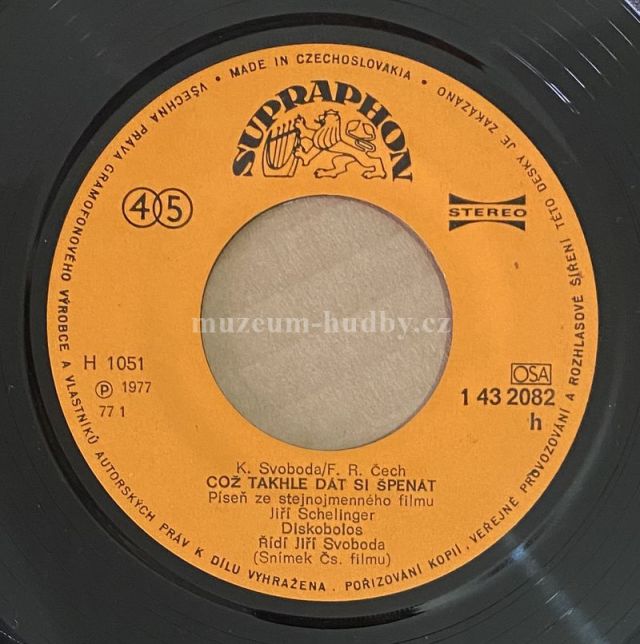 VŠECHNA PRÁVA GRAMOFONOVÉHO VÝROBCE A VLASTNÍKŮ AUTORSKÝCH PRÁV K DÍLU VYHRAŽENA. POŘIZOVÁNÍ KOPIÍ, VEŘEJNÉ PROVOZOVÁNÍ A ROZHLASOVÉ ŠÍŘENÍ TÉTO DESKY JE ZAKÁZÁNO
• MADE IN CZECHOSLOVAKIA •
SUPRAPHON
45
STEREO
muzeum-hudby.cz
H 1051
Ⓟ 1977
77 1
OSA
1 43 2082
h
K. Svoboda/F. R. Čech
COŽ TAKHLE DÁT SI ŠPENÁT
Píseň ze stejnojmenného filmu
Jiří Schelinger
Diskobolos
Řídí Jiří Svoboda
(Snímek Čs. filmu)